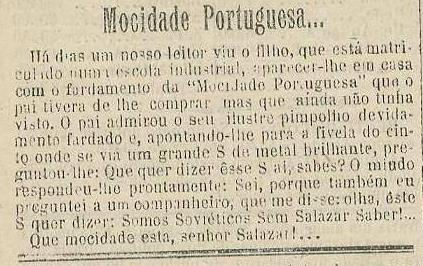 Mocidade Portuguesa...
Há dias um nosso leitor viu o filho, que está matri-
culado numa escola industrial, aparecer-lhe em casa
com o fardamento da "Mocidade Portuguesa" que o
pai tivera de lhe comprar mas que ainda não tinha
visto. O pai admirou o seu ilustre pimpolho devida-
mente fardado e, apontando-lhe para a fivela do cin-
to onde se via um grande S de metal brilhante, pre-
guntou-lhe: Que quer dizer êsse S aí, sabes? O miudo
respondeu-lhe prontamente: Sei, porque também eu
preguntei a um companheiro, que me disse: olha, éste
S quer dizer: Somos Soviéticos Sem Salazar Saber!...
Que mocidade esta, senhor Salazar!...